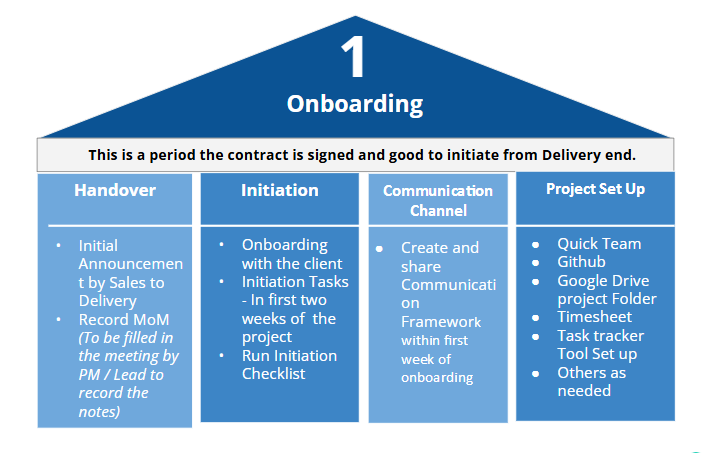 1
Onboarding
This is a period the contract is signed and good to initiate from Delivery end.
Handover
• Initial
Announcemen
t by Sales to
Delivery
• Record MoM
(To be filled in
the meeting by
PM / Lead to
record the
notes)
Initiation
• Onboarding
with the client
• Initiation Tasks
- In first two
weeks of the
project
• Run Initiation
Checklist
Communication
Channel
● Create and
share
Communicati
on
Framework
within first
week of
onboarding
Project Set Up
● Quick Team
● Github
● Google Drive
project Folder
● Timesheet
● Task tracker
Tool Set up
● Others as
needed